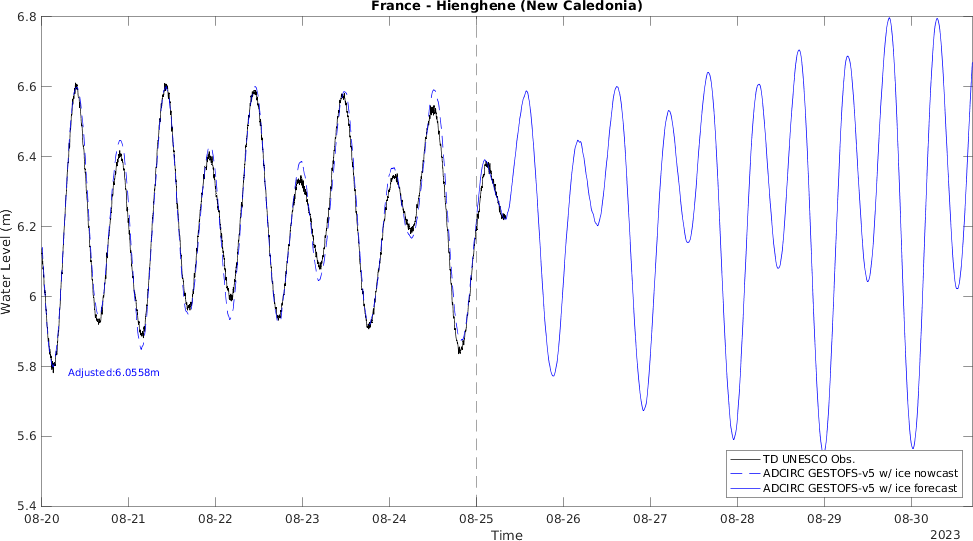 France - Hienghene (New Caledonia)
6.8
6.6
6.4
6.2
6
5.8
5.6
5.4
Water Level (m)
Adjusted:6.0558m
TD UNESCO Obs.
ADCIRC GESTOFS-v5 w/ ice nowcast
ADCIRC GESTOFS-v5 w/ ice forecast
08-20 08-21 08-22 08-23 08-24 08-25 08-26 08-27 08-28 08-29 08-30
Time
2023